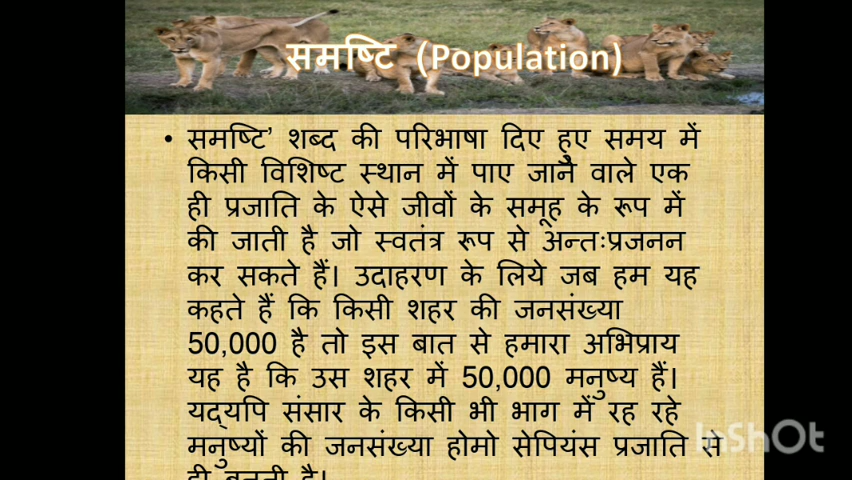 समष्टि (Population)
• समष्टि’ शब्द की परिभाषा दिए हुए समय में
किसी विशिष्ट स्थान में पाए जाने वाले एक
ही प्रजाति के ऐसे जीवों के समूह के रूप में
की जाती है जो स्वतंत्र रूप से अन्तःप्रजनन
कर सकते हैं। उदाहरण के लिये जब हम यह
कहते हैं कि किसी शहर की जनसंख्या
50,000 है तो इस बात से हमारा अभिप्राय
यह है कि उस शहर में 50,000 मनुष्य हैं।
यद्यपि संसार के किसी भी भाग में रह रहे
मनुष्यों की जनसंख्या होमो सेपियंस प्रजाति से
ही बनती है।
InShOt